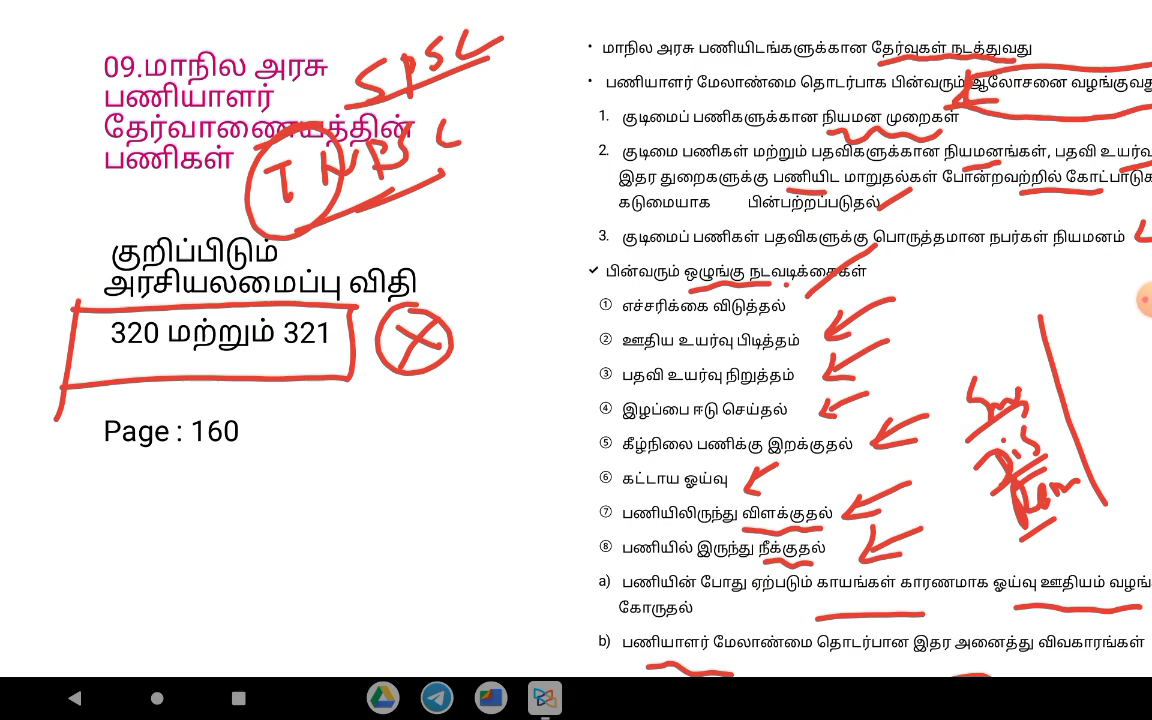 09.மாநில அரசு
பணியாளர்
தேர்வாணையத்தின்
பணிகள்
SPSC
TNPSC
குறிப்பிடும்
அரசியலமைப்பு விதி
320 மற்றும் 321
Page : 160
• மாநில அரசு பணியிடங்களுக்கான தேர்வுகள் நடத்துவது
• பணியாளர் மேலாண்மை தொடர்பாக பின்வரும் ஆலோசனை வழங்குவது
1. குடிமைப் பணிகளுக்கான நியமன முறைகள்
2. குடிமை பணிகள் மற்றும் பதவிகளுக்கான நியமனங்கள், பதவி உயர்வு
இதர துறைகளுக்கு பணியிட மாறுதல்கள் போன்றவற்றில் கோட்பாடுக
கடுமையாக பின்பற்றப்படுதல்
3. குடிமைப் பணிகள் பதவிகளுக்கு பொருத்தமான நபர்கள் நியமனம்
✓ பின்வரும் ஒழுங்கு நடவடிக்கைகள்
① எச்சரிக்கை விடுத்தல்
② ஊதிய உயர்வு பிடித்தம்
③ பதவி உயர்வு நிறுத்தம்
④ இழப்பை ஈடு செய்தல்
⑤ கீழ்நிலை பணிக்கு இறக்குதல்
⑥ கட்டாய ஓய்வு
⑦ பணியிலிருந்து விளக்குதல்
⑧ பணியில் இருந்து நீக்குதல்
a) பணியின் போது ஏற்படும் காயங்கள் காரணமாக ஓய்வு ஊதியம் வழங்
கோருதல்
b) பணியாளர் மேலாண்மை தொடர்பான இதர அனைத்து விவகாரங்கள்